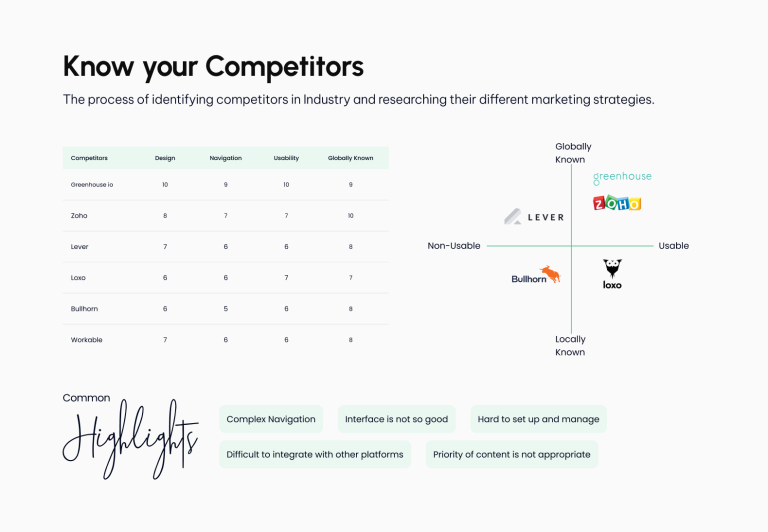 Know your Competitors
The process of identifying competitors in Industry and researching their different marketing strategies.
Competitors Design Navigation Usability Globally Known
Greenhouse io 10 9 10 9
Zoho 8 7 7 10
Lever 7 6 6 8
Loxo 6 6 7 7
Bullhorn 6 5 6 8
Workable 7 6 6 8
Globally
Known
greenhouse
ZOHO
LEVER
Non-Usable
Usable
Bullhorn
loxo
Locally
Known
Common
Highlights
Complex Navigation
Interface is not so good
Hard to set up and manage
Difficult to integrate with other platforms
Priority of content is not appropriate